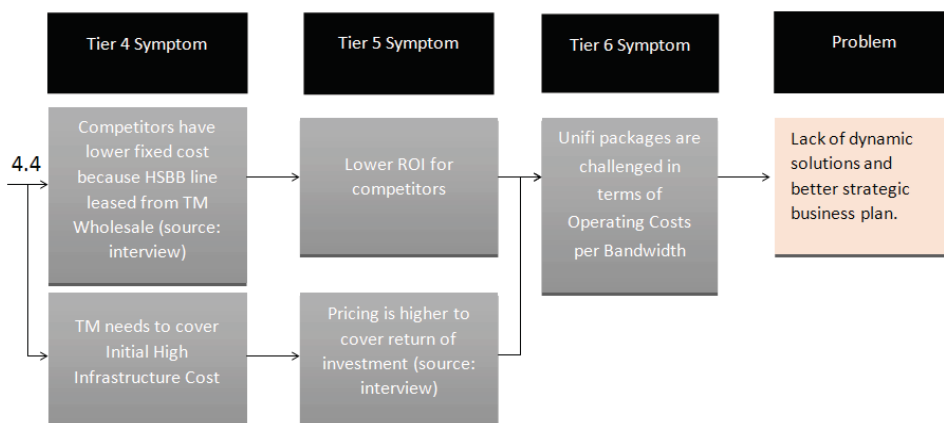 Tier 4 Symptom
Tier 5 Symptom
Tier 6 Symptom
Problem
4.4
Competitors have
lower fixed cost
because HSBB line
leased from TM
Wholesale (source:
interview)
Lower ROI for
competitors
Unifi packages are
challenged in
terms of
Operating Costs
per Bandwidth
Lack of dynamic
solutions and
better strategic
business plan.
TM needs to cover
Initial High
Infrastructure Cost
Pricing is higher to
cover return of
investment (source:
interview)